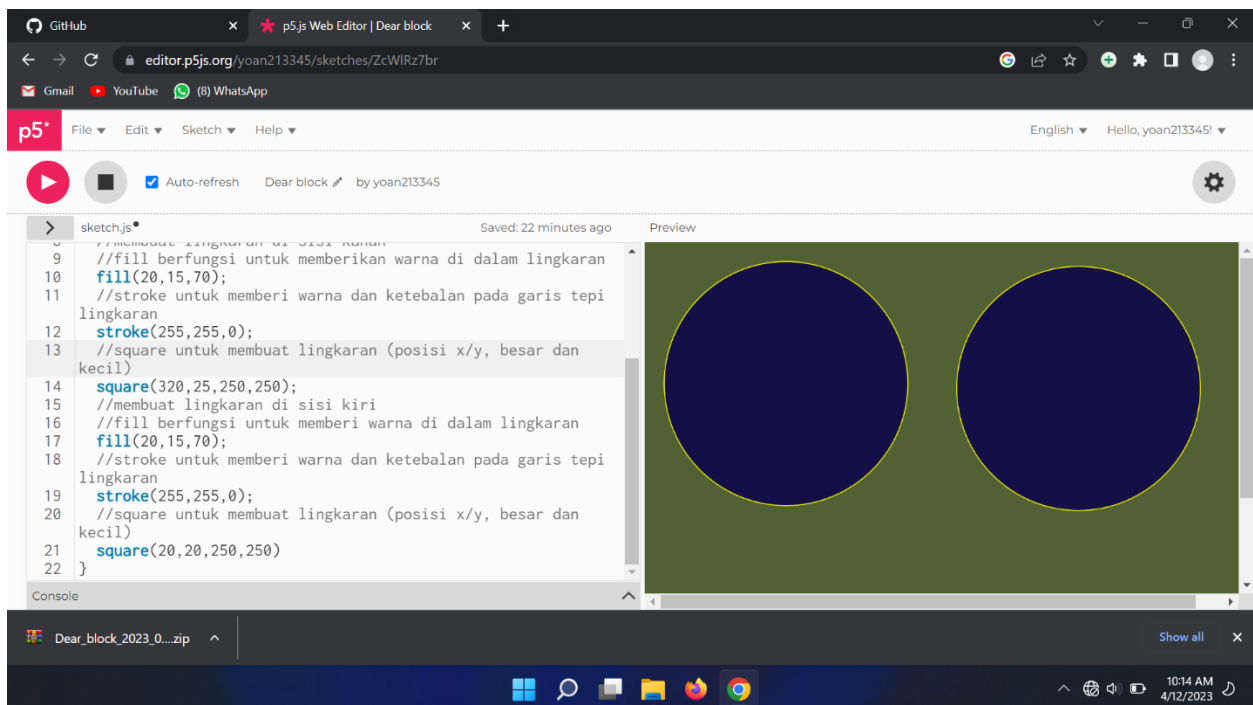 GitHub
p5.js Web Editor | Dear block
editor.p5js.org/yoan213345/sketches/ZcWlRz7br
Gmail
YouTube
(8) WhatsApp
p5*
File
Edit
Sketch
Help
English
Hello, yoan213345!
Auto-refresh
Dear block
by yoan213345
sketch.js
Saved: 22 minutes ago
Preview
8 //membuat lingkaran di sisi kanan
9 //fill berfungsi untuk memberikan warna di dalam lingkaran
10 fill(20,15,70);
11 //stroke untuk memberi warna dan ketebalan pada garis tepi
lingkaran
12 stroke(255,255,0);
13 //square untuk membuat lingkaran (posisi x/y, besar dan
kecil)
14 square(320,25,250,250);
15 //membuat lingkaran di sisi kiri
16 //fill berfungsi untuk memberi warna di dalam lingkaran
17 fill(20,15,70);
18 //stroke untuk memberi warna dan ketebalan pada garis tepi
lingkaran
19 stroke(255,255,0);
20 //square untuk membuat lingkaran (posisi x/y, besar dan
kecil)
21 square(20,20,250,250)
22 }
Console
Dear_block_2023_0....zip
Show all
10:14 AM
4/12/2023